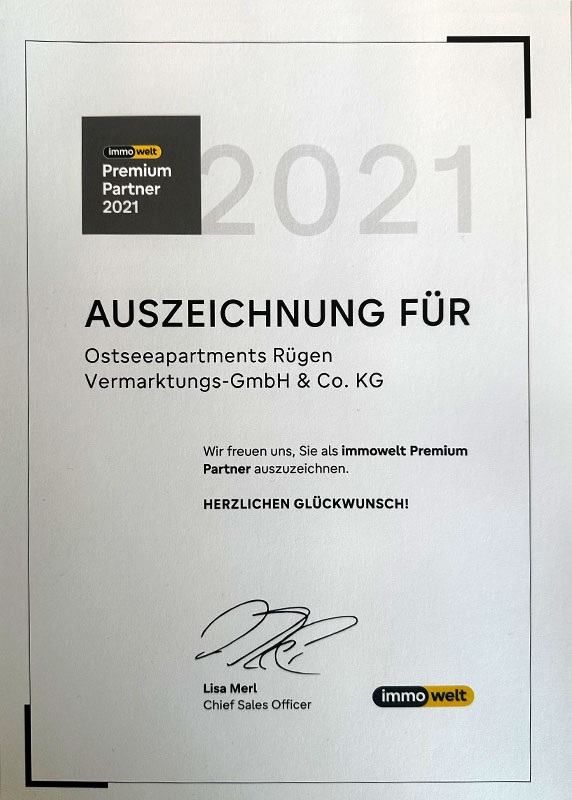 immowelt
Premium
Partner
2021
2021
AUSZEICHNUNG FÜR
Ostseeapartments Rügen
Vermarktungs-GmbH & Co. KG
Wir freuen uns, Sie als immowelt Premium
Partner auszuzeichnen.
HERZLICHEN GLÜCKWUNSCH!
Lisa Merl
Chief Sales Officer
immowelt